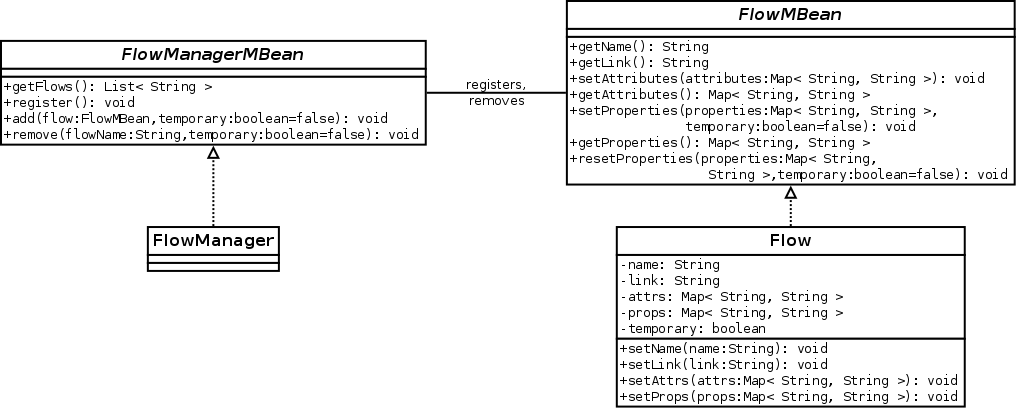 FlowManagerMBean
+getFlows(): List< String >
+register(): void
+add(flow:FlowMBean,temporary:boolean=false): void
+remove(flowName:String,temporary:boolean=false): void
registers,
removes
FlowMBean
+getName(): String
+getLink(): String
+setAttributes(attributes:Map< String, String >): void
+getAttributes(): Map< String, String >
+setProperties(properties:Map< String, String >,
temporary:boolean=false): void
+getProperties(): Map< String, String >
+resetProperties(properties:Map< String,
String >,temporary:boolean=false): void
FlowManager
Flow
-name: String
-link: String
-attrs: Map< String, String >
-props: Map< String, String >
-temporary: boolean
+setName(name:String): void
+setLink(link:String): void
+setAttrs(attrs:Map< String, String >): void
+setProps(props:Map< String, String >): void